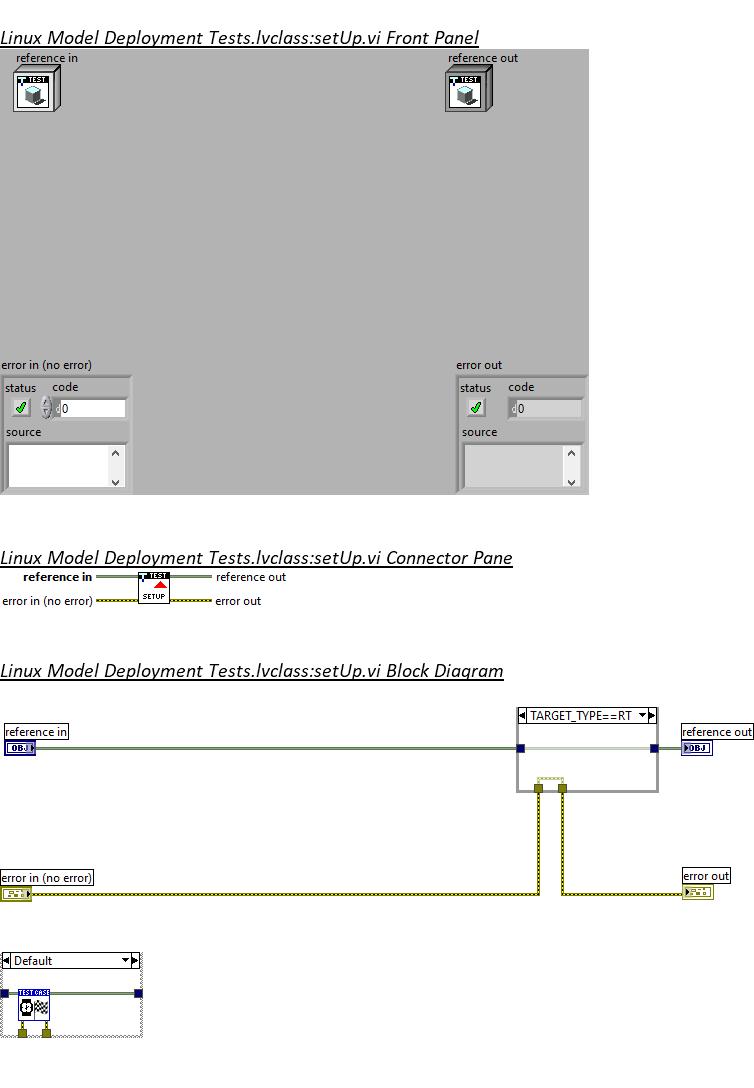 Linux Model Deployment Tests.lvclass:setUp.vi Front Panel
reference in
reference out
TEST
TEST
error in (no error)
error out
status
code
status
code
d
0
d
0
source
source
Linux Model Deployment Tests.lvclass:setUp.vi Connector Pane
reference in
TEST
reference out
error in (no error)
SETUP
error out
Linux Model Deployment Tests.lvclass:setUp.vi Block Diagram
TARGET_TYPE==RT
reference in
reference out
OBJ
OBJ
error in (no error)
error out
Default
TEST CASE